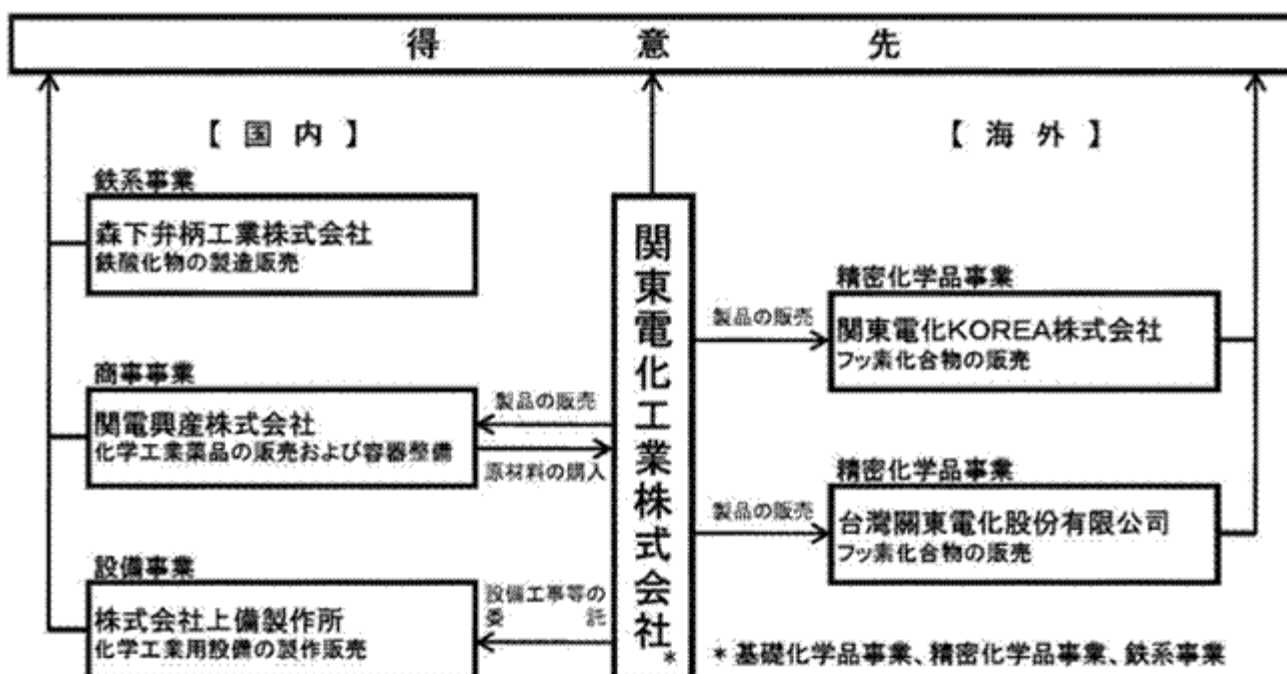 得意先
【国内】
鉄系事業
森下弁柄工業株式会社
鉄酸化物の製造販売
商事事業
関電興産株式会社
化学工業薬品の販売および容器整備
設備事業
株式会社上備製作所
化学工業用設備の製作販売
製品の販売
原材料の購入
設備工事等の
委託
関東電化工業株式会社*
【海外】
製品の販売
精密化学品事業
関東電化KOREA株式会社
フッ素化合物の販売
製品の販売
精密化学品事業
台灣關東電化股份有限公司
フッ素化合物の販売
*基礎化学品事業、精密化学品事業、鉄系事業